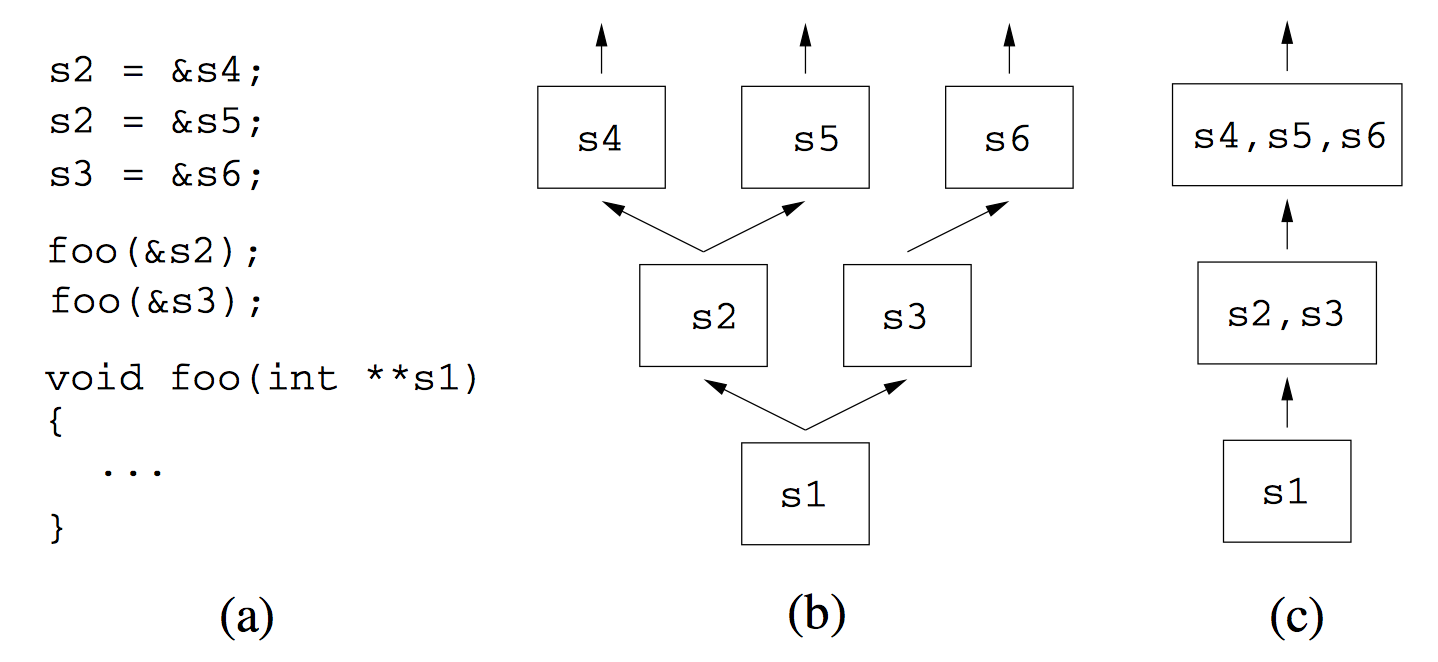 s2 = &s4;
s2 = &s5;
s3 = &s6;
foo(&s2);
foo(&s3);
void foo(int **s1)
{
...
}
(a)
s4
s5
s6
s2
s3
s1
(b)
s4,s5,s6
s2,s3
s1
(c)